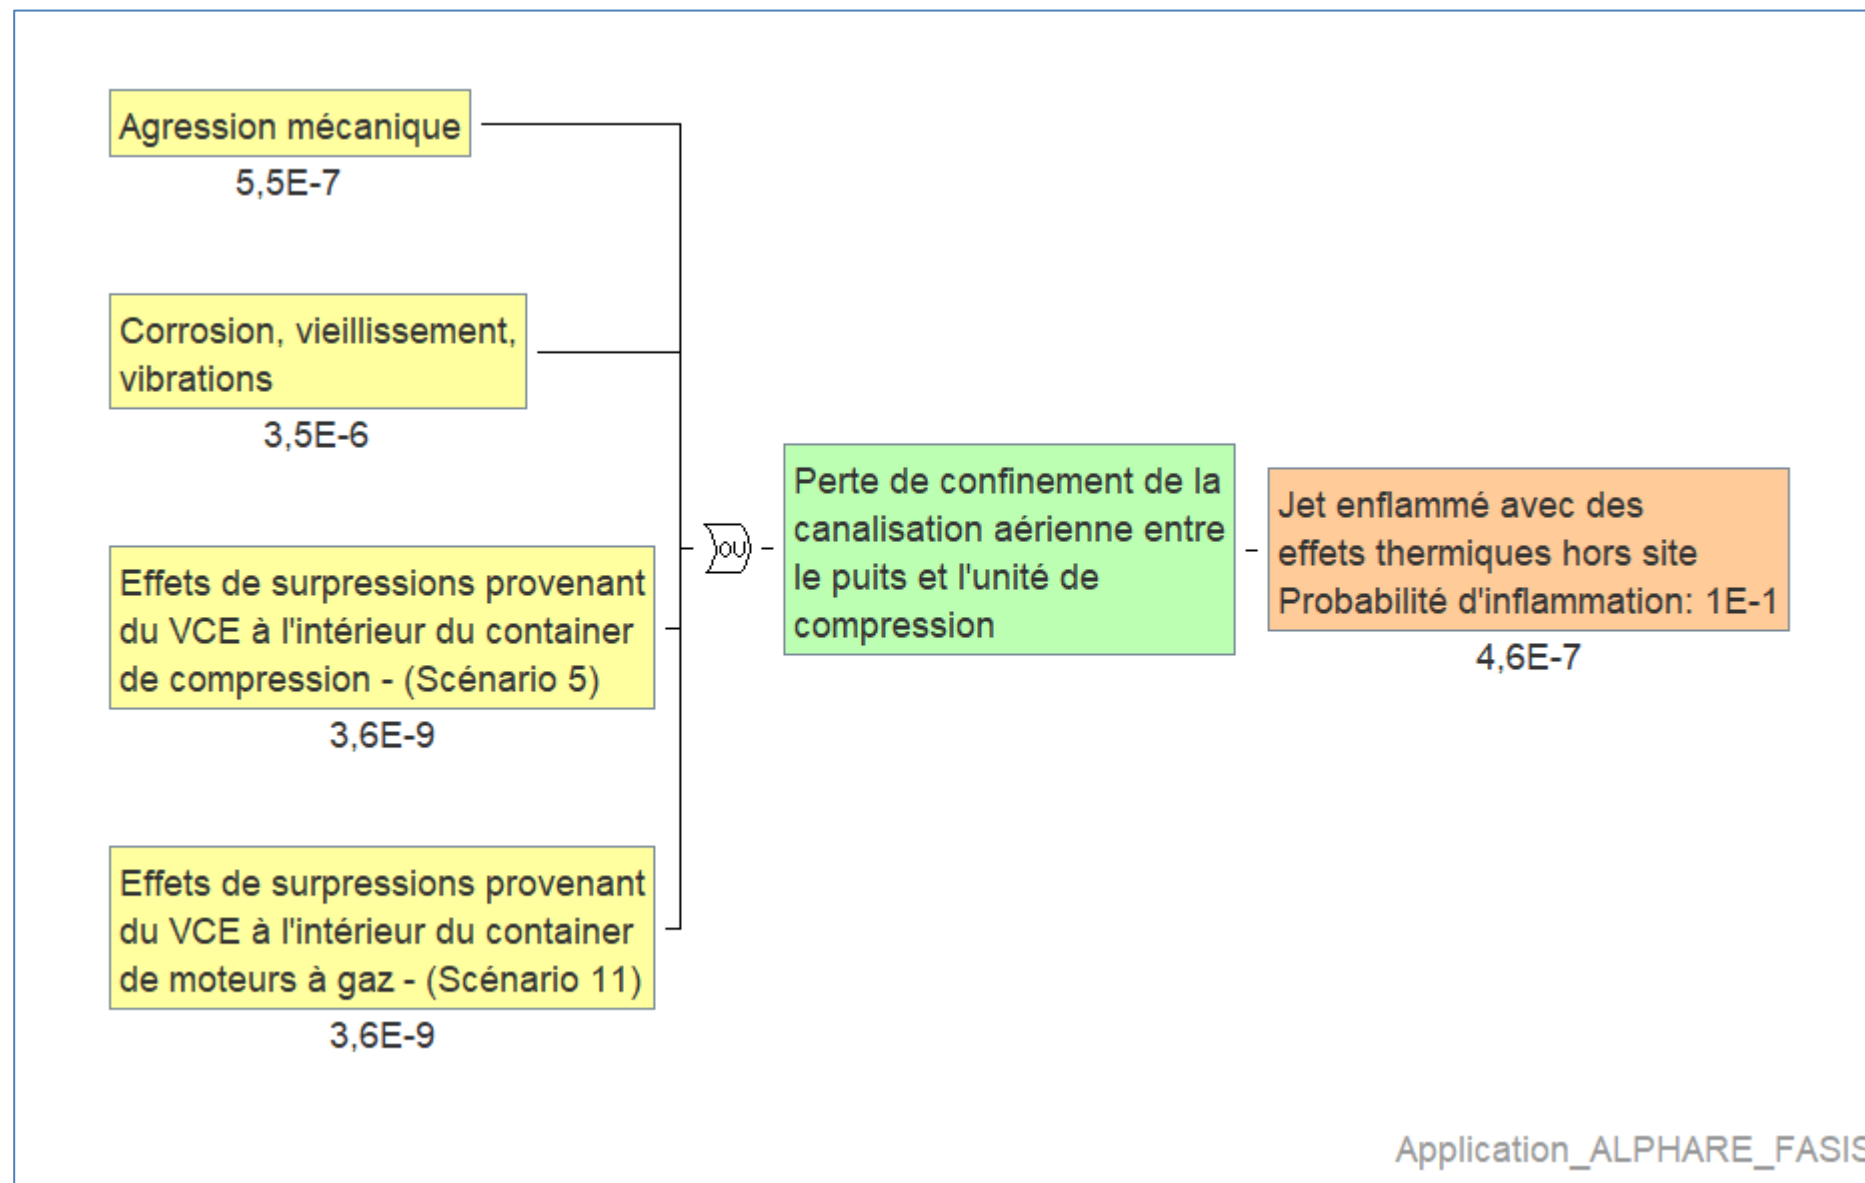 Agression mécanique
5,5E-7
Corrosion, vieillissement,
vibrations
3,5E-6
Effets de surpressions provenant
du VCE à l'intérieur du container
de compression - (Scénario 5)
3,6E-9
Effets de surpressions provenant
du VCE à l'intérieur du container
de moteurs à gaz - (Scénario 11)
3,6E-9
OU
Perte de confinement de la
canalisation aérienne entre
le puits et l'unité de
compression
Jet enflammé avec des
effets thermiques hors site
Probabilité d'inflammation: 1E-1
4,6E-7
Application_ALPHARE_FASIS